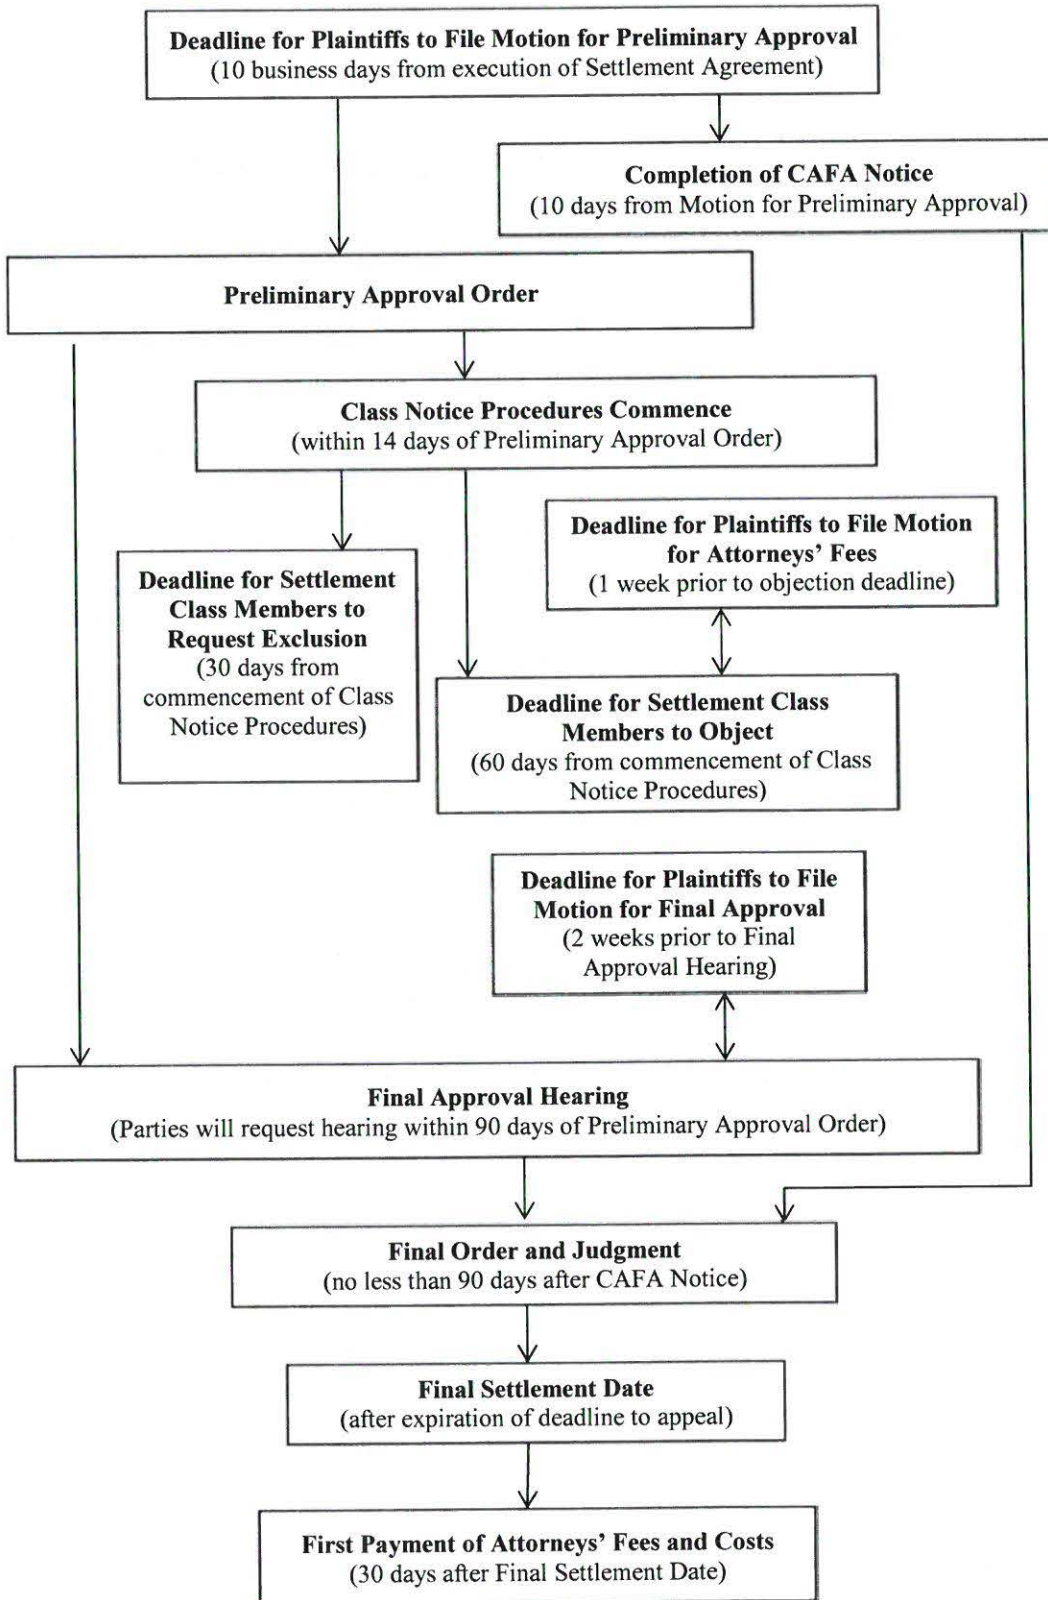 Deadline for Plaintiffs to File Motion for Preliminary Approval
(10 business days from execution of Settlement Agreement)
Completion of CAFA Notice
(10 days from Motion for Preliminary Approval)
Preliminary Approval Order
Class Notice Procedures Commence
(within 14 days of Preliminary Approval Order)
Deadline for Plaintiffs to File Motion
for Attorneys' Fees
(1 week prior to objection deadline)
Deadline for Settlement
Class Members to
Request Exclusion
(30 days from
commencement of Class
Notice Procedures)
Deadline for Settlement Class
Members to Object
(60 days from commencement of Class
Notice Procedures)
Deadline for Plaintiffs to File
Motion for Final Approval
(2 weeks prior to Final
Approval Hearing)
Final Approval Hearing
(Parties will request hearing within 90 days of Preliminary Approval Order)
Final Order and Judgment
(no less than 90 days after CAFA Notice)
Final Settlement Date
(after expiration of deadline to appeal)
First Payment of Attorneys' Fees and Costs
(30 days after Final Settlement Date)